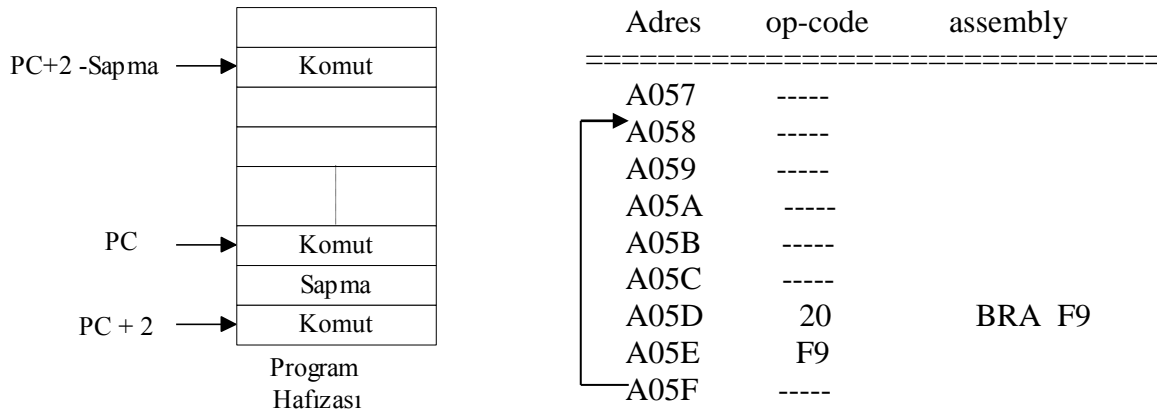 PC+2 -Sapma
Komut
PC
Komut
Sapma
PC + 2
Komut
Program
Hafızası
Adres op-code assembly
==================================
A057 -----
A058 -----
A059 -----
A05A -----
A05B -----
A05C -----
A05D 20 BRA F9
A05E F9
A05F -----